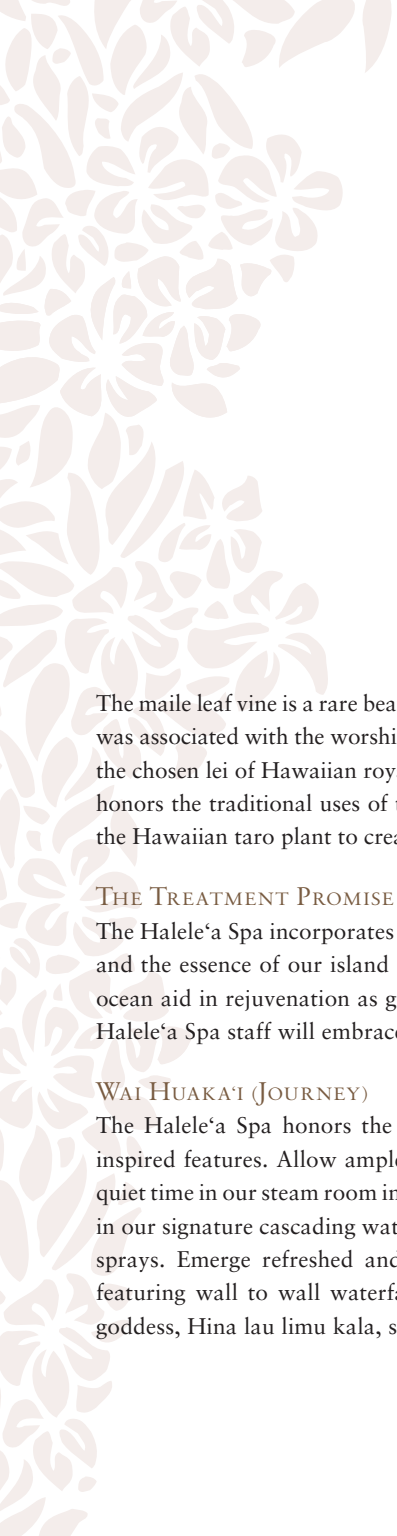 The maile leaf vine is a rare bea
was associated with the worshi
the chosen lei of Hawaiian roy
honors the traditional uses of
the Hawaiian taro plant to crea
The Treatment Promise
The Halele‘a Spa incorporates
and the essence of our island
ocean aid in rejuvenation as g
Halele‘a Spa staff will embrace
Wai Huaka‘i (Journey)
The Halele‘a Spa honors the
inspired features. Allow ample
quiet time in our steam room in
in our signature cascading wat
sprays. Emerge refreshed and
featuring wall to wall waterfa
goddess, Hina lau limu kala, s